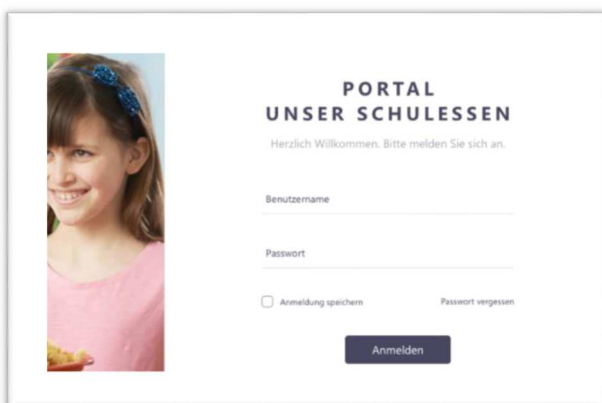 PORTAL
UNSER SCHULESSEN
Herzlich Willkommen. Bitte melden Sie sich an.
Benutzername
Passwort
Anmeldung speichern
Passwort vergessen
Anmelden